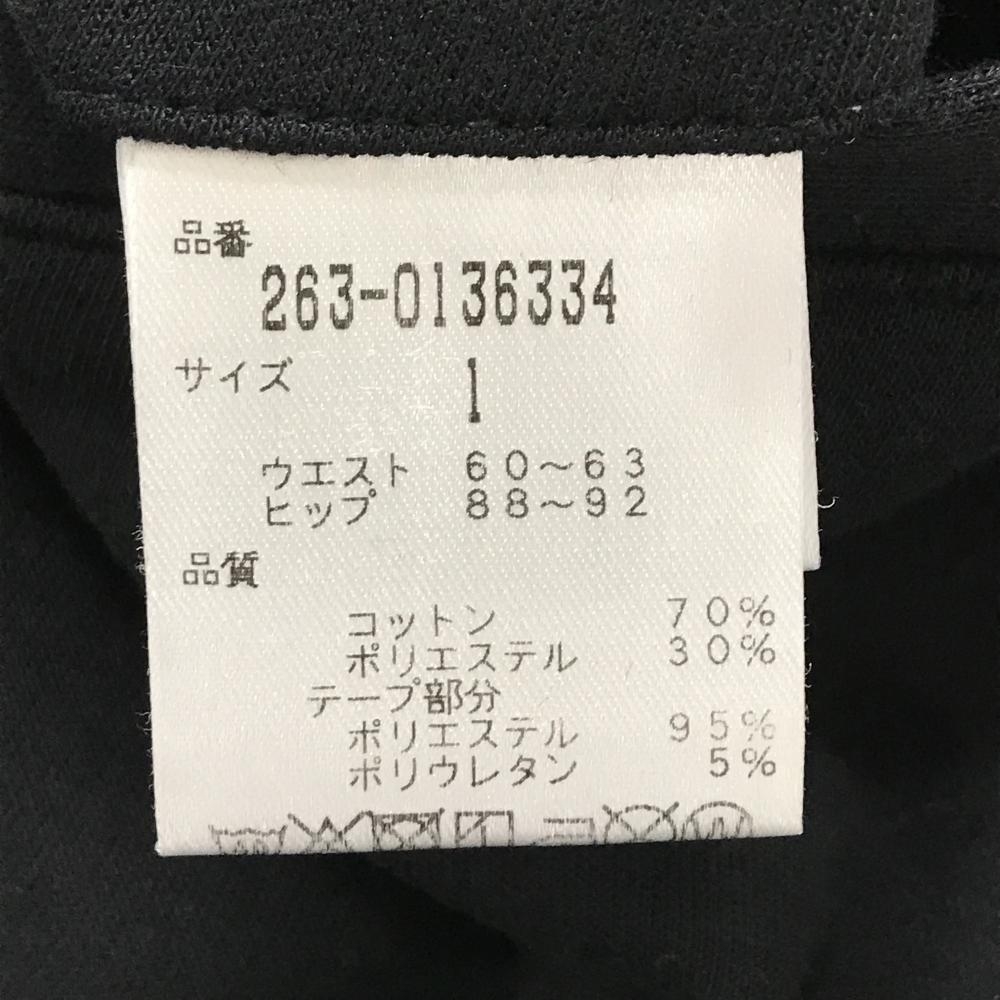 品番
263-0136334
サイズ 1
ウエスト 60～63
ヒップ 88～92
品質
コットン 70%
ポリエステル 30%
テープ部分
ポリエステル 95%
ポリウレタン 5%